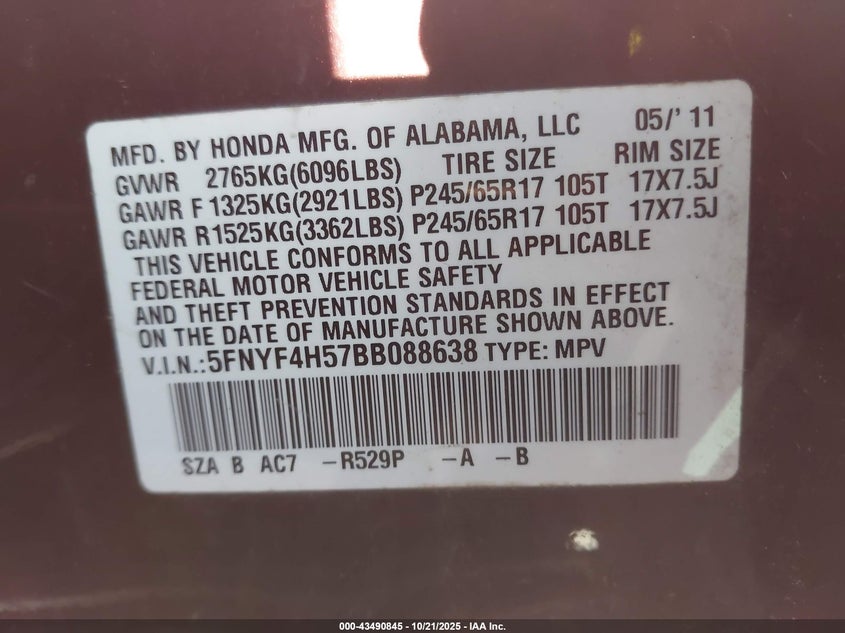 MFD. BY HONDA MFG. OF ALABAMA, LLC 05/' 11
GVWR 2765KG(6096LBS) TIRE SIZE RIM SIZE
GAWR F 1325KG(2921LBS) P245/65R17 105T 17X7.5J
GAWR R1525KG(3362LBS) P245/65R17 105T 17X7.5J
THIS VEHICLE CONFORMS TO ALL APPLICABLE
FEDERAL MOTOR VEHICLE SAFETY
AND THEFT PREVENTION STANDARDS IN EFFECT
ON THE DATE OF MANUFACTURE SHOWN ABOVE.
V.I.N.:5FNYF4H57BB088638 TYPE: MPV
SZA B AC7 –R529P –A –B
000-43490845 - 10/21/2025 - IAA Inc.